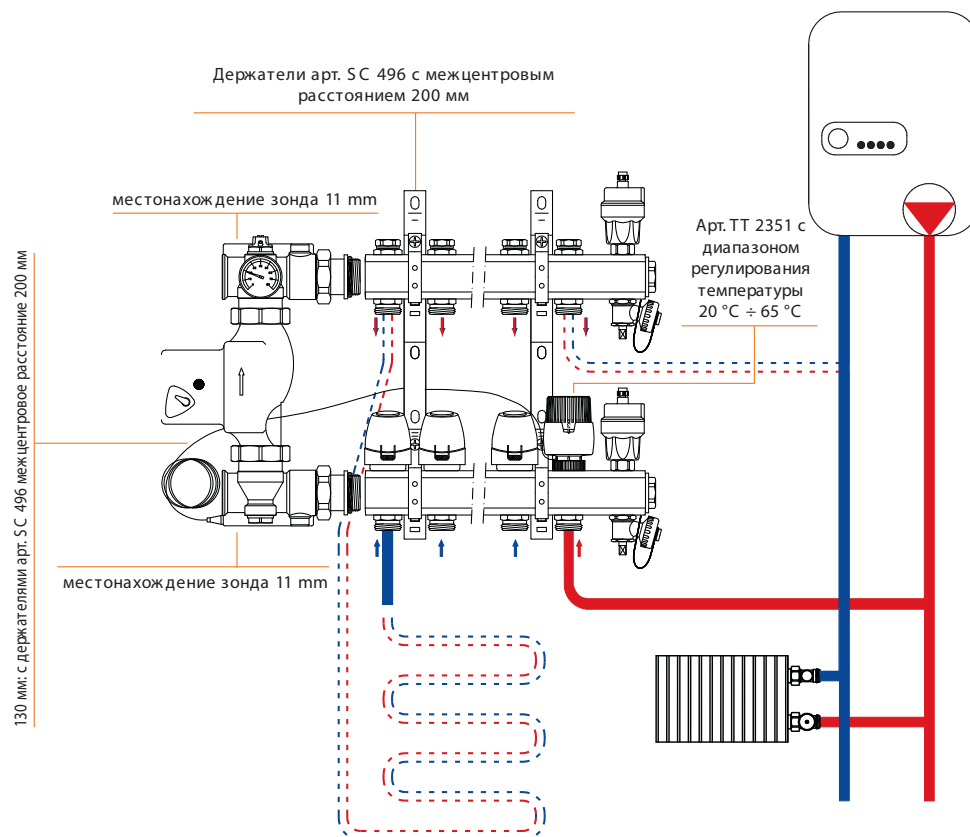 Держатели арт. SC 496 с межцентровым
расстоянием 200 мм
местонахождение зонда 11 mm
Арт. TT 2351 с
диапазоном
регулирования
температуры
20 °C ÷ 65 °C
130 мм: с держателями арт. SC 496 межцентровое расстояние 200 мм
местонахождение зонда 11 mm